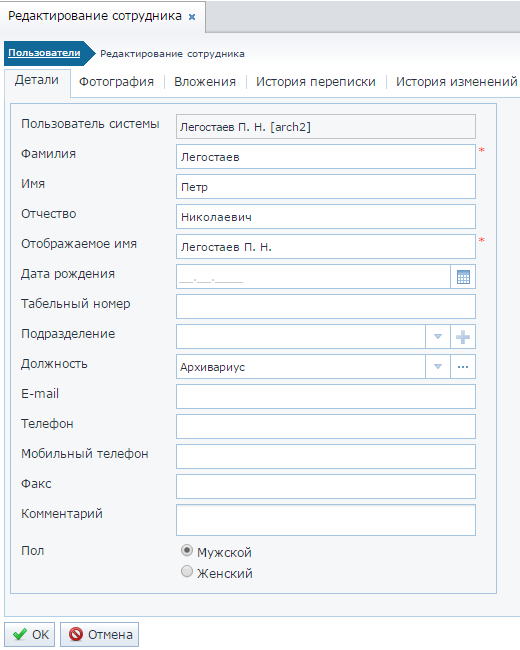 Редактирование сотрудника ×
Пользователи Редактирование сотрудника
Детали Фотография Вложения История переписки История изменений
Пользователь системы Легостаев П. Н. [arch2]
Фамилия Легостаев *
Имя Петр
Отчество Николаевич
Отображаемое имя Легостаев П. Н. *
Дата рождения __.__.____
Табельный номер
Подразделение
Должность Архивариус ...
E-mail
Телефон
Мобильный телефон
Факс
Комментарий
Пол Мужской
Женский
OK Отмена